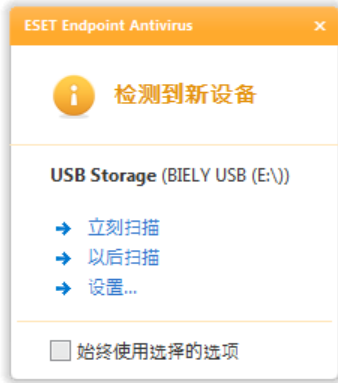 ESET Endpoint Antivirus
检测到新设备
USB Storage (BIELY USB (E:\))
立刻扫描
以后扫描
设置...
始终使用选择的选项